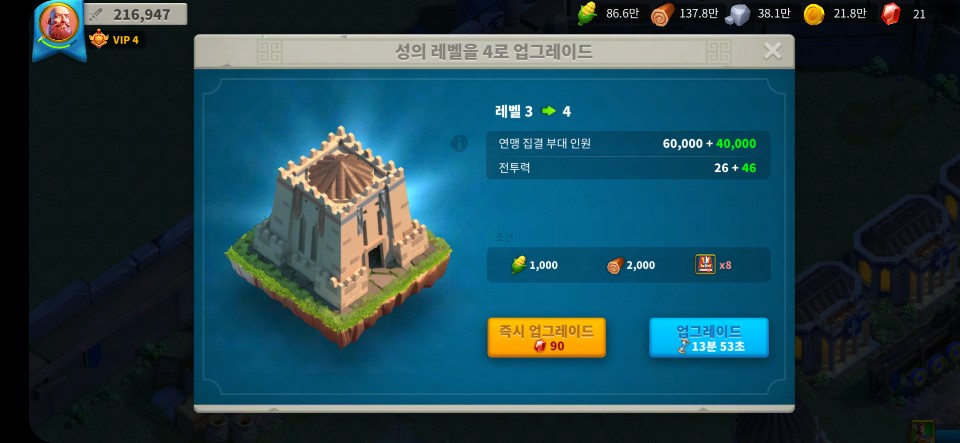 216,947
VIP 4
86.6만
137.8만
38.1만
21.8만
21
성의 레벨을 4로 업그레이드
레벨 3 4
연맹 집결 부대 인원 60,000 + 40,000
전투력 26 + 46
조건
1,000 2,000 x8
즉시 업그레이드
90
업그레이드
13분 53초